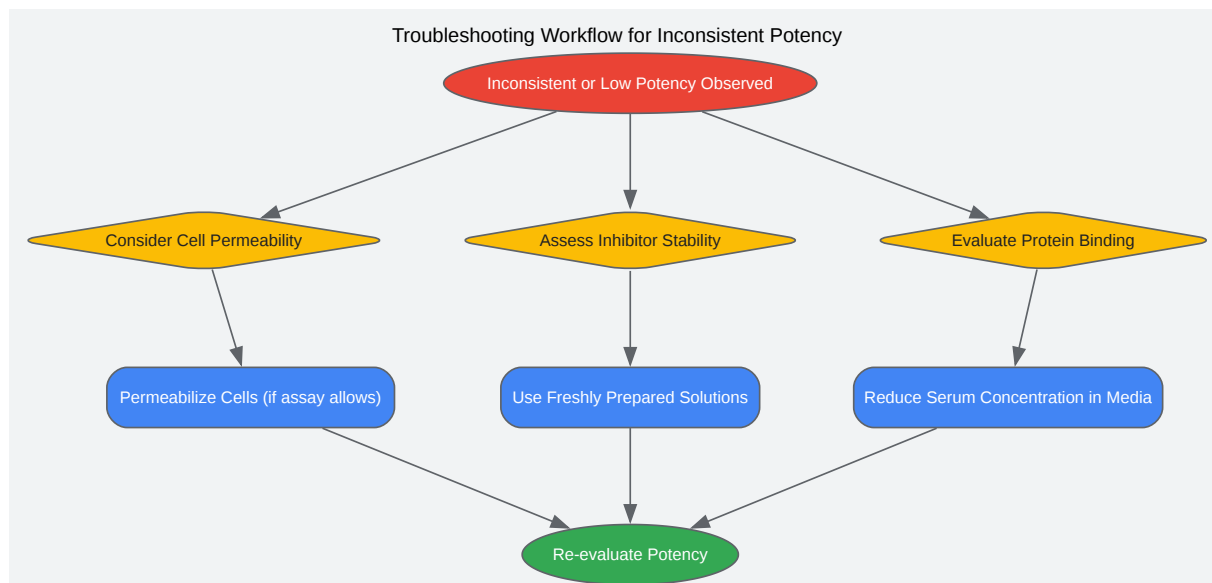 Troubleshooting Workflow for Inconsistent Potency
Inconsistent or Low Potency Observed
Consider Cell Permeability
Assess Inhibitor Stability
Evaluate Protein Binding
Permeabilize Cells (if assay allows)
Use Freshly Prepared Solutions
Reduce Serum Concentration in Media
Re-evaluate Potency